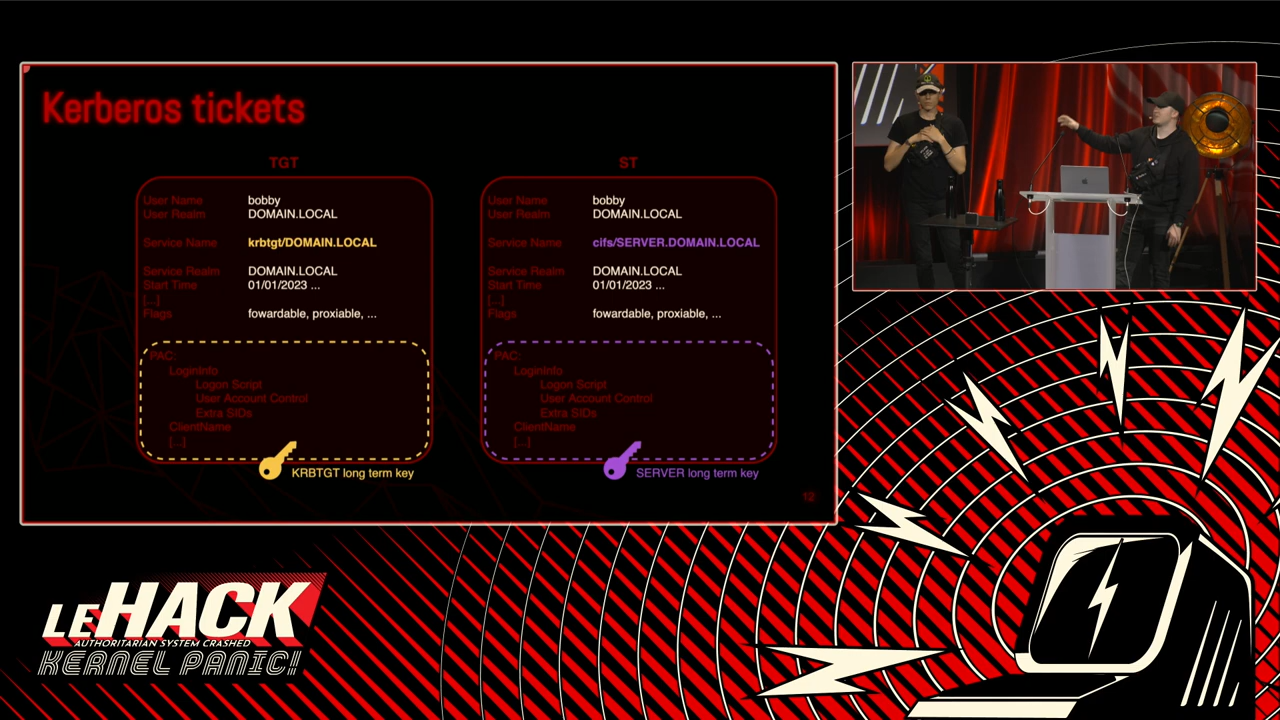 Kerberos tickets
TGT
User Name bobby
User Realm DOMAIN.LOCAL
Service Name krbtgt/DOMAIN.LOCAL
Service Realm DOMAIN.LOCAL
Start Time 01/01/2023 ...
[...]
Flags fowardable, proxiable, ...
PAC:
LoginInfo
Logon Script
User Account Control
Extra SIDs
ClientName
[...]
KRBTGT long term key
ST
User Name bobby
User Realm DOMAIN.LOCAL
Service Name cifs/SERVER.DOMAIN.LOCAL
Service Realm DOMAIN.LOCAL
Start Time 01/01/2023 ...
[...]
Flags fowardable, proxiable, ...
PAC:
LoginInfo
Logon Script
User Account Control
Extra SIDs
ClientName
[...]
SERVER long term key
12
LEHACK
AUTHORITARIAN SYSTEM CRASHED
KERNEL PANIC!